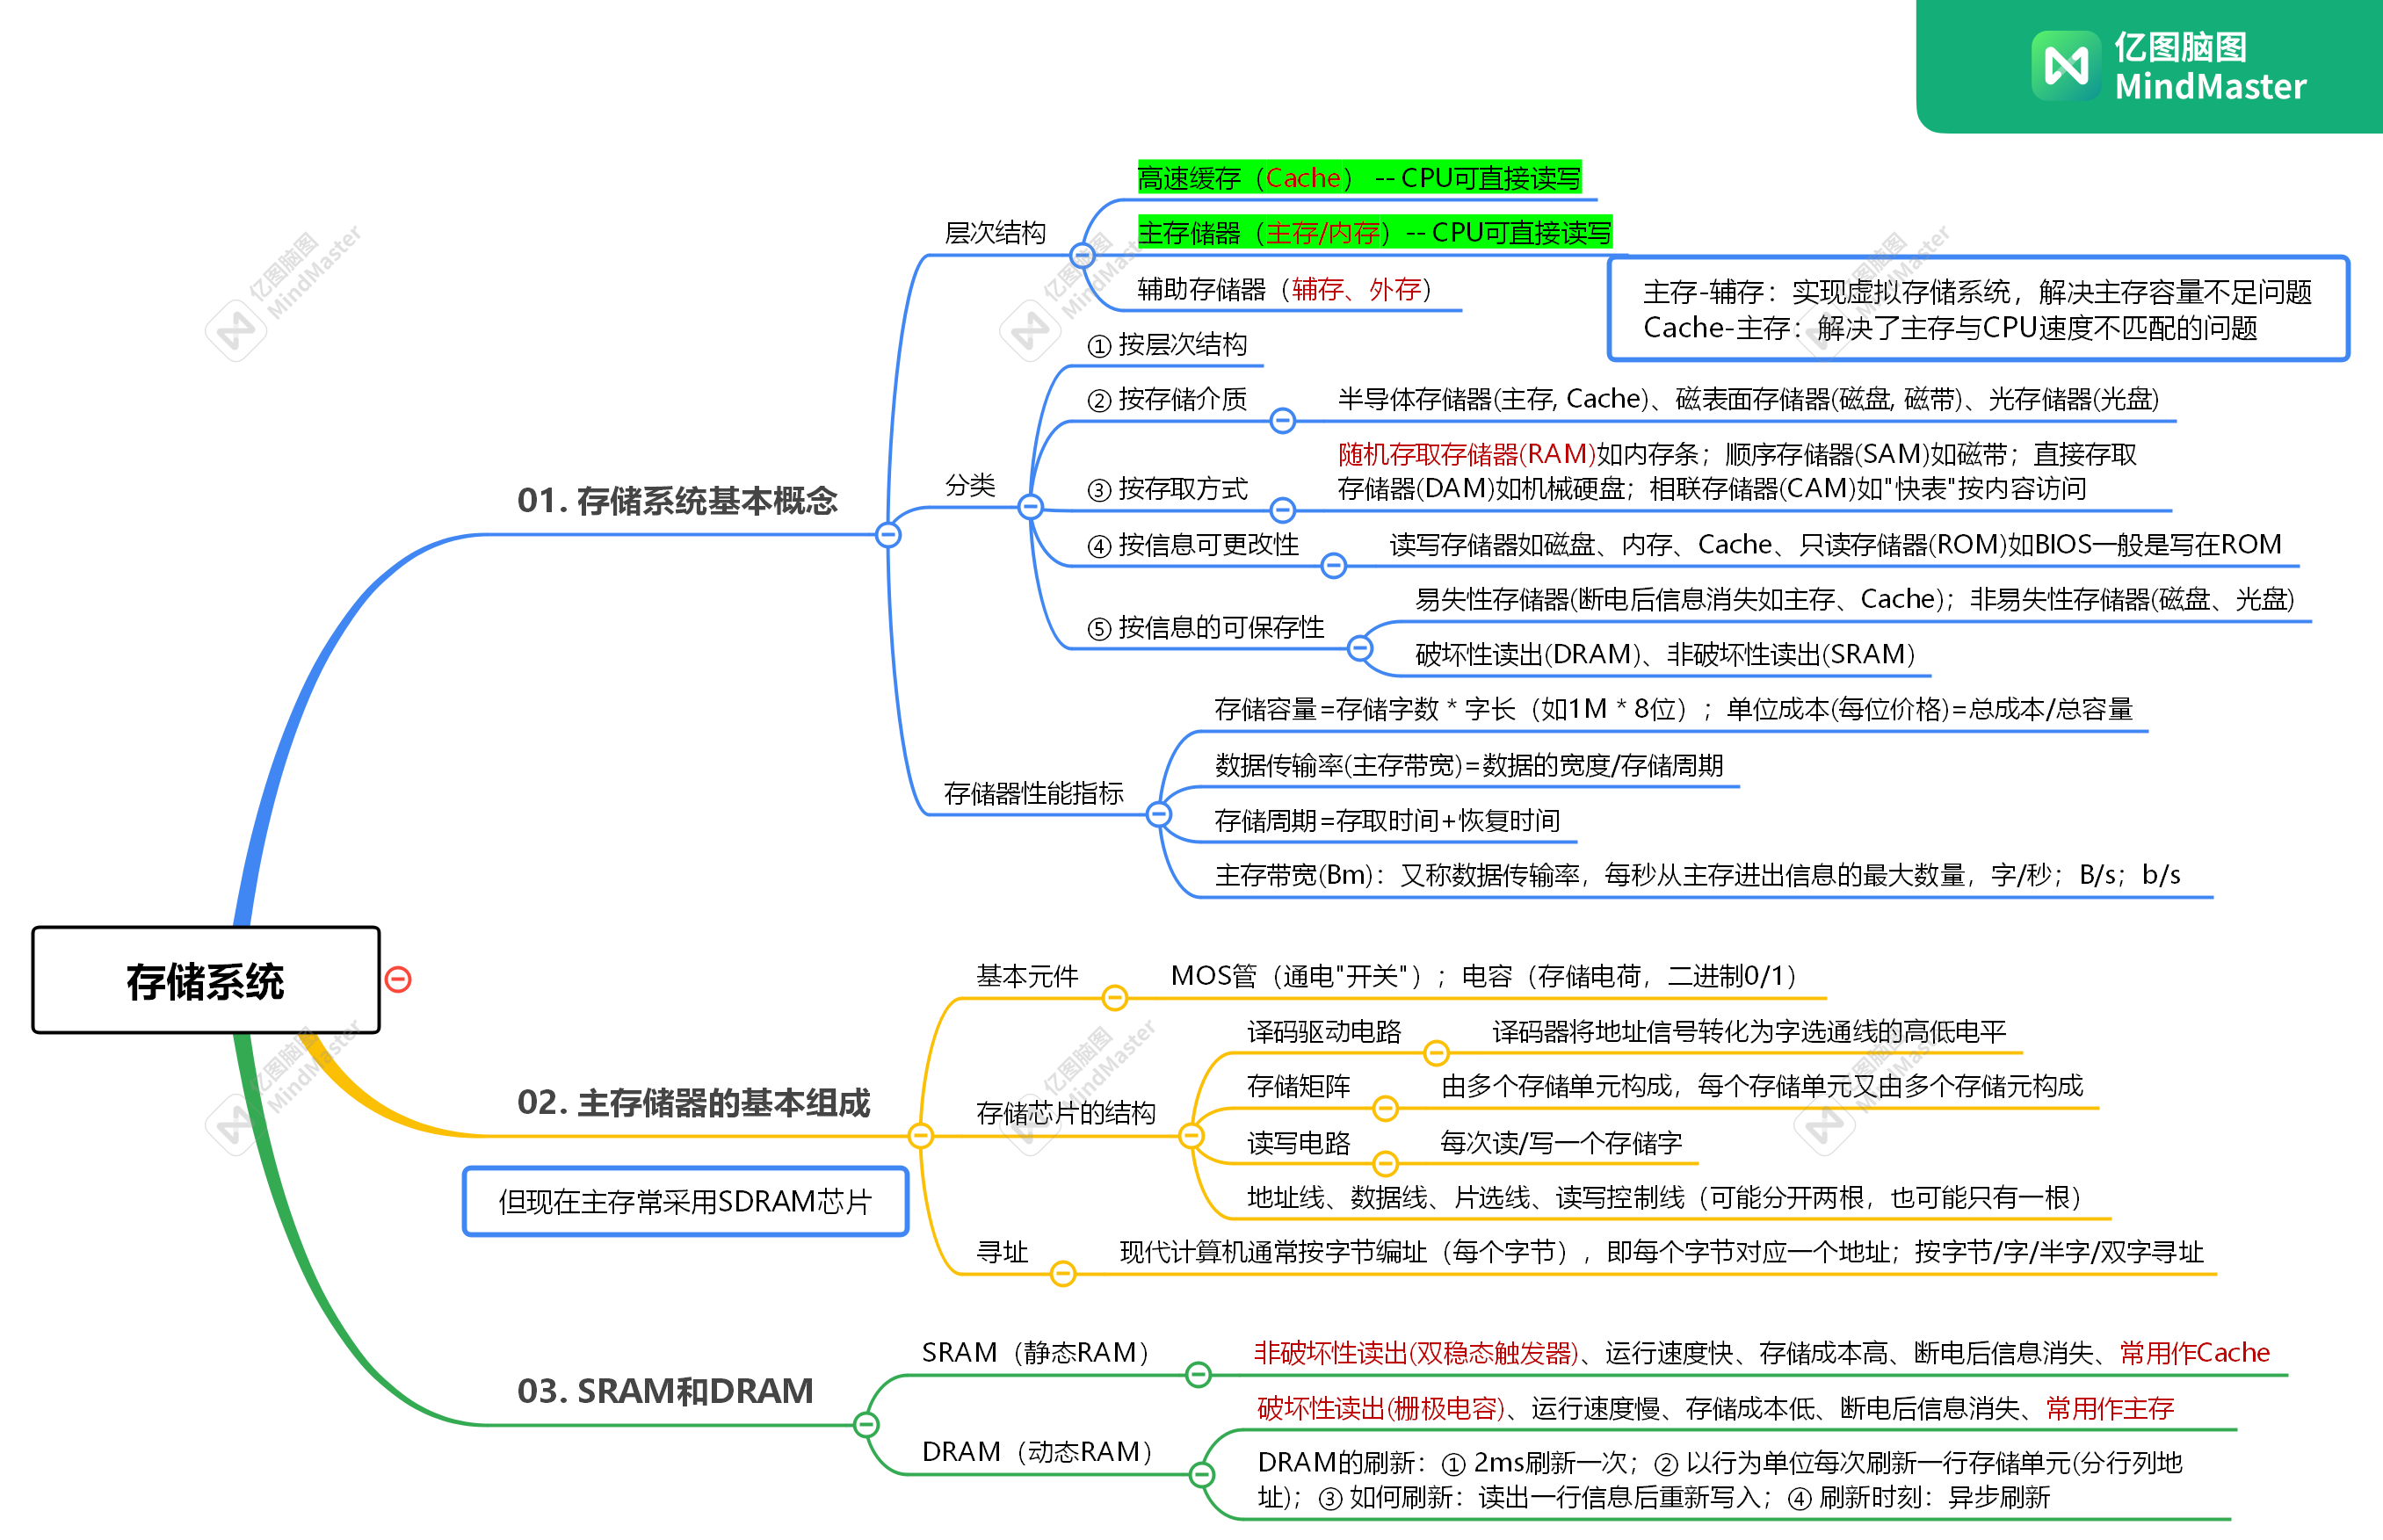 亿图脑图
MindMaster
高速缓存（Cache） -- CPU可直接读写
层次结构
主存储器（主存/内存）-- CPU可直接读写
辅助存储器（辅存、外存）
主存-辅存：实现虚拟存储系统，解决主存容量不足问题
Cache-主存：解决了主存与CPU速度不匹配的问题
① 按层次结构
② 按存储介质
半导体存储器(主存, Cache)、磁表面存储器(磁盘, 磁带)、光存储器(光盘)
01. 存储系统基本概念
分类
③ 按存取方式
随机存取存储器(RAM)如内存条；顺序存储器(SAM)如磁带；直接存取
存储器(DAM)如机械硬盘；相联存储器(CAM)如"快表"按内容访问
④ 按信息可更改性
读写存储器如磁盘、内存、Cache、只读存储器(ROM)如BIOS一般是写在ROM
⑤ 按信息的可保存性
易失性存储器(断电后信息消失如主存、Cache)；非易失性存储器(磁盘、光盘)
破坏性读出(DRAM)、非破坏性读出(SRAM)
存储器性能指标
存储容量=存储字数 * 字长（如1M * 8位）；单位成本(每位价格)=总成本/总容量
数据传输率(主存带宽)=数据的宽度/存储周期
存储周期=存取时间+恢复时间
主存带宽(Bm)：又称数据传输率，每秒从主存进出信息的最大数量，字/秒；B/s；b/s
存储系统
基本元件
MOS管（通电"开关"）；电容（存储电荷，二进制0/1）
02. 主存储器的基本组成
存储芯片的结构
译码驱动电路
译码器将地址信号转化为字选通线的高低电平
存储矩阵
由多个存储单元构成，每个存储单元又由多个存储元构成
读写电路
每次读/写一个存储字
地址线、数据线、片选线、读写控制线（可能分开两根，也可能只有一根）
但现在主存常采用SDRAM芯片
寻址
现代计算机通常按字节编址（每个字节），即每个字节对应一个地址；按字节/字/半字/双字寻址
03. SRAM和DRAM
SRAM（静态RAM）
非破坏性读出(双稳态触发器)、运行速度快、存储成本高、断电后信息消失、常用作Cache
DRAM（动态RAM）
破坏性读出(栅极电容)、运行速度慢、存储成本低、断电后信息消失、常用作主存
DRAM的刷新：① 2ms刷新一次；② 以行为单位每次刷新一行存储单元(分行列地
址)；③ 如何刷新：读出一行信息后重新写入；④ 刷新时刻：异步刷新
亿图脑图
MindMaster
亿图脑图
MindMaster
亿图脑图
MindMaster
亿图脑图
MindMaster
亿图脑图
MindMaster
亿图脑图
MindMaster